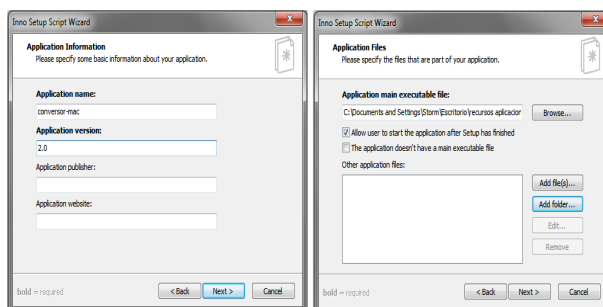 Inno Setup Script Wizard
Application Information
Please specify some basic information about your application.
Application name:
conversor-mac
Application version:
2.0
Application publisher:
Application website:
bold = required
< Back
Next >
Cancel
Inno Setup Script Wizard
Application Files
Please specify the files that are part of your application.
Application main executable file:
C:\Documents and Settings\Storm\Escritorio\recursos aplicacior
Browse...
Allow user to start the application after Setup has finished
The application doesn't have a main executable file
Other application files:
Add file(s)...
Add folder...
Edit...
Remove
bold = required
< Back
Next >
Cancel